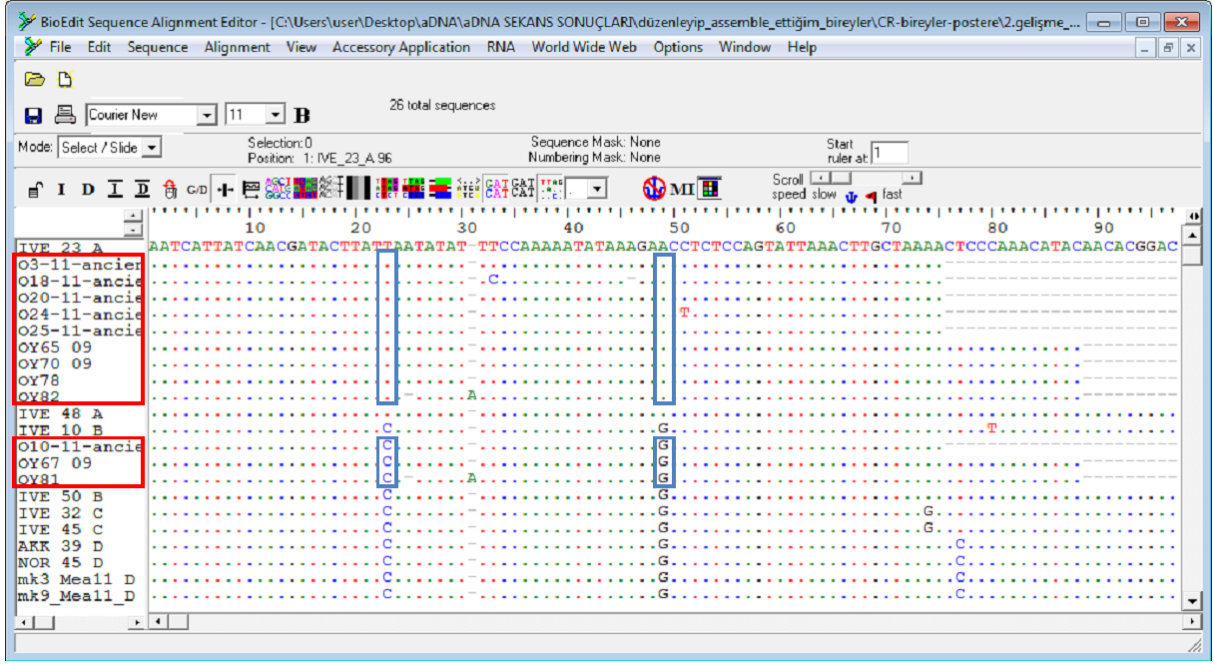 BioEdit Sequence Alignment Editor - [C:\Users\user\Desktop\aDNA\aDNA SEKANS SONUÇLARI\düzenleyip_assemble_ettiğim_bireyler\CR-bireyler-postere\2.gelişme_...
File Edit Sequence Alignment View Accessory Application RNA World Wide Web Options Window Help
Courier New 11 B 26 total sequences
Mode: Select / Slide Selection: 0 Sequence Mask: None Start
Position: 1: IVE_23_A 96 Numbering Mask: None ruler at: 1
I D I D G/D MI Scroll
speed slow fast
10 20 30 40 50 60 70 80 90
IVE 23 A AATCATTATCAACGATACTTATTAATATAT-TTCCAAAAATATAAAGAACCTCTCCAGTATTAAACTTGCTAAAACTCCCAAACATACAACACGGAC
O3-11-ancien
O18-11-ancie C
O20-11-ancie
O24-11-ancie T
O25-11-ancie
OY65 09
OY70 09
OY78
OY82 A
IVE 48 A
IVE 10 B C G T
O10-11-ancie C G
OY67 09 C G
OY81 C A G
IVE 50 B C G
IVE 32 C C G G
IVE 45 C C G G
AKK 39 D C G C
NOR 45 D C G C
mk3 Mea11 D C G C
mk9_Mea11_D C G C